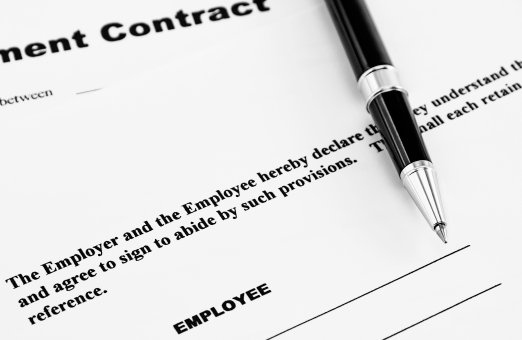 ment Contract
between
The Employer and the Employee hereby declare th ey understand th
and agree to sign to abide by such provisions. T hall each retain
reference.
EMPLOYEE